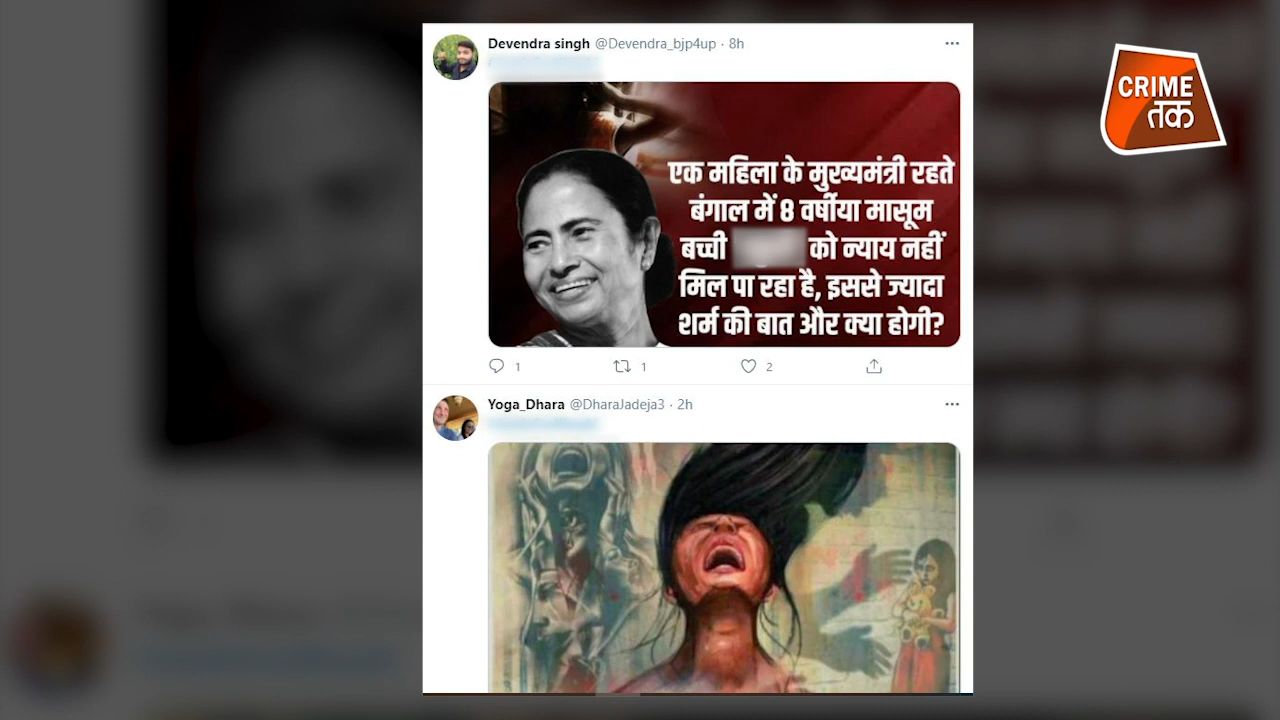 Devendra singh @Devendra_bjp4up · 8h
एक महिला के मुख्यमंत्री रहते
बंगाल में 8 वर्षीया मासूम
बच्ची को न्याय नहीं
मिल पा रहा है, इससे ज्यादा
शर्म की बात और क्या होगी?
1 1 2
Yoga_Dhara @DharaJadeja3 · 2h
CRIME
तक